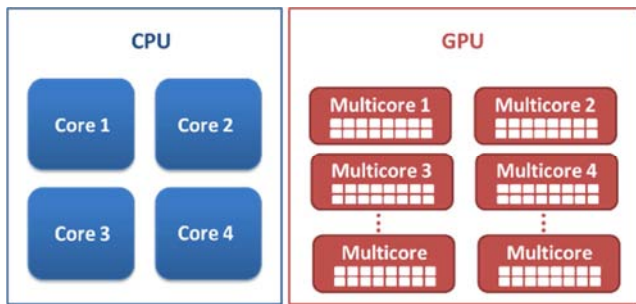 CPU
Core 1
Core 2
Core 3
Core 4
GPU
Multicore 1
Multicore 2
Multicore 3
Multicore 4
Multicore
Multicore